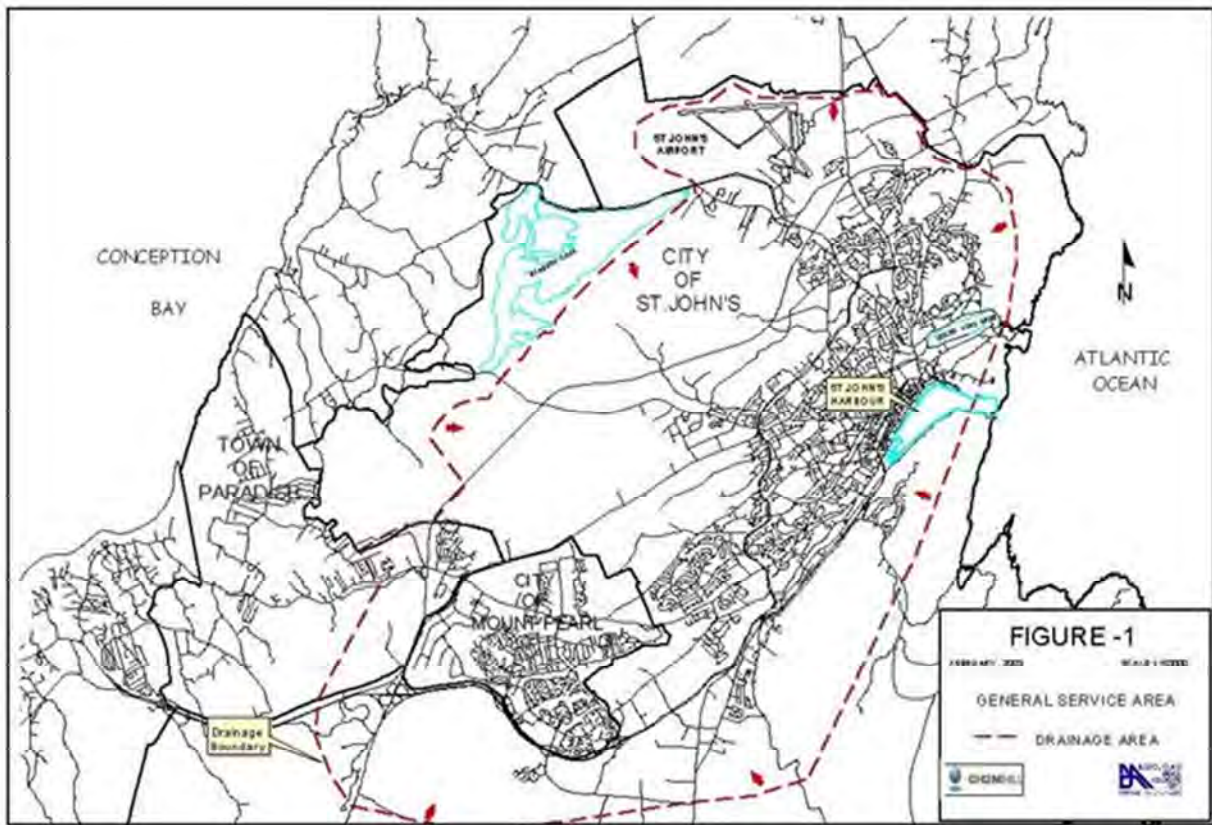 ST JOHN'S
AIRPORT
CONCEPTION
BAY
CITY
OF
ST.JOHN'S
ATLANTIC
OCEAN
ST JOHN'S
HARBOUR
TOWN
OF
CITY
OF
MOUNT PEARL
Drainage
Boundary
N
FIGURE -1
GENERAL SERVICE AREA
DRAINAGE AREA
CH2MHILL